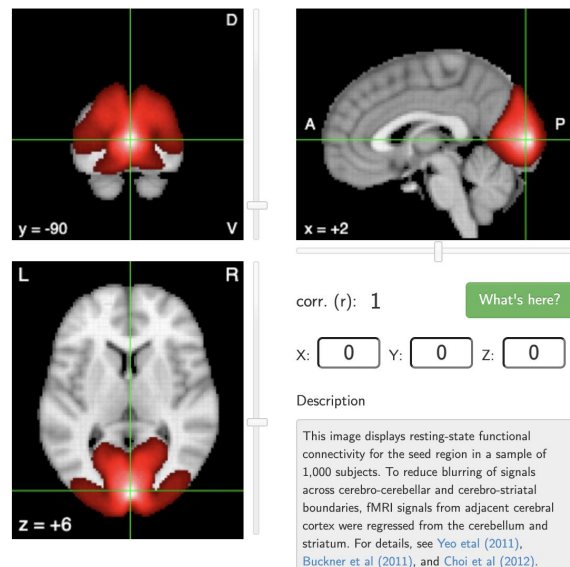 D
V
y = -90
A
P
x = +2
L
R
z = +6
corr. (r): 1
What's here?
X: 0 Y: 0 Z: 0
Description
This image displays resting-state functional
connectivity for the seed region in a sample of
1,000 subjects. To reduce blurring of signals
across cerebro-cerebellar and cerebro-striatal
boundaries, fMRI signals from adjacent cerebral
cortex were regressed from the cerebellum and
striatum. For details, see Yeo etal (2011),
Buckner et al (2011), and Choi et al (2012).